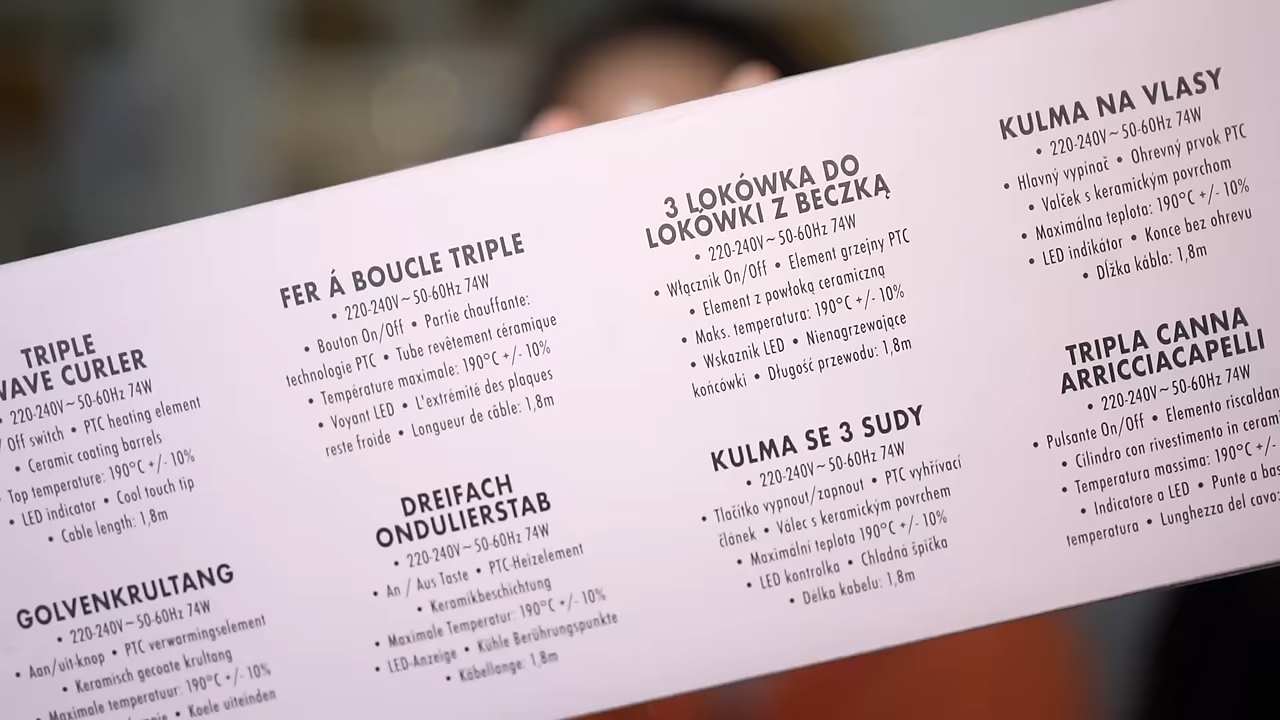 TRIPLE
WAVE CURLER
• 220-240V~ 50-60Hz 74W
/ Off switch • PTC heating element
• Ceramic coating barrels
Top temperature: 190°C +/- 10%
• LED indicator • Cool touch tip
• Cable length: 1,8m
GOLVENKRULTANG
• 220-240V~ 50-60Hz 74W
• Aan/uit-knop • PTC verwarmingselement
• Keramisch gecoate krultang
• Maximale temperatuur: 190°C +/- 10%
• Koele uiteinden
FER Á BOUCLE TRIPLE
• 220-240V~ 50-60Hz 74W
• Bouton On/Off • Partie chauffante:
technologie PTC • Tube revêtement céramique
• Température maximale: 190°C +/- 10%
• Voyant LED • L'extrémité des plaques
reste froide • Longueur de câble: 1,8m
DREIFACH
ONDULIERSTAB
• 220-240V~ 50-60Hz 74W
• An / Aus Taste • PTC-Heizelement
• Keramikbeschichtung
• Maximale Temperatur: 190°C +/- 10%
• LED-Anzeige • Kühle Berührungspunkte
• Kabellange: 1,8m
3 LOKÓWKA DO
LOKÓWKI Z BECZKĄ
• 220-240V~ 50-60Hz 74W
• Włącznik On/Off • Element grzejny PTC
• Element z powłoką ceramiczną
• Maks. temperatura: 190°C +/- 10%
• Wskaznik LED • Nienagrzewające
końcówki • Długość przewodu: 1,8m
KULMA SE 3 SUDY
• 220-240V~ 50-60Hz 74W
• Tlačítko vypnout/zapnout • PTC vyhřívací
článek • Válec s keramickým povrchem
• Maximální teplota 190°C +/- 10%
• LED kontrolka • Chladná špička
• Délka kabelu: 1,8m
KULMA NA VLASY
• 220-240V~ 50-60Hz 74W
• Hlavný vypínač • Ohrevný prvok PTC
• Valček s keramickým povrchom
• Maximálna teplota: 190°C +/- 10%
• LED indikátor • Konce bez ohrevu
• Dĺžka kábla: 1,8m
TRIPLA CANNA
ARRICCIACAPELLI
• 220-240V~ 50-60Hz 74W
• Pulsante On/Off • Elemento riscaldan
• Cilindro con rivestimento in ceram
• Temperatura massima: 190°C +/-
• Indicatore a LED • Punte a bas
temperatura • Lunghezza del cavo: